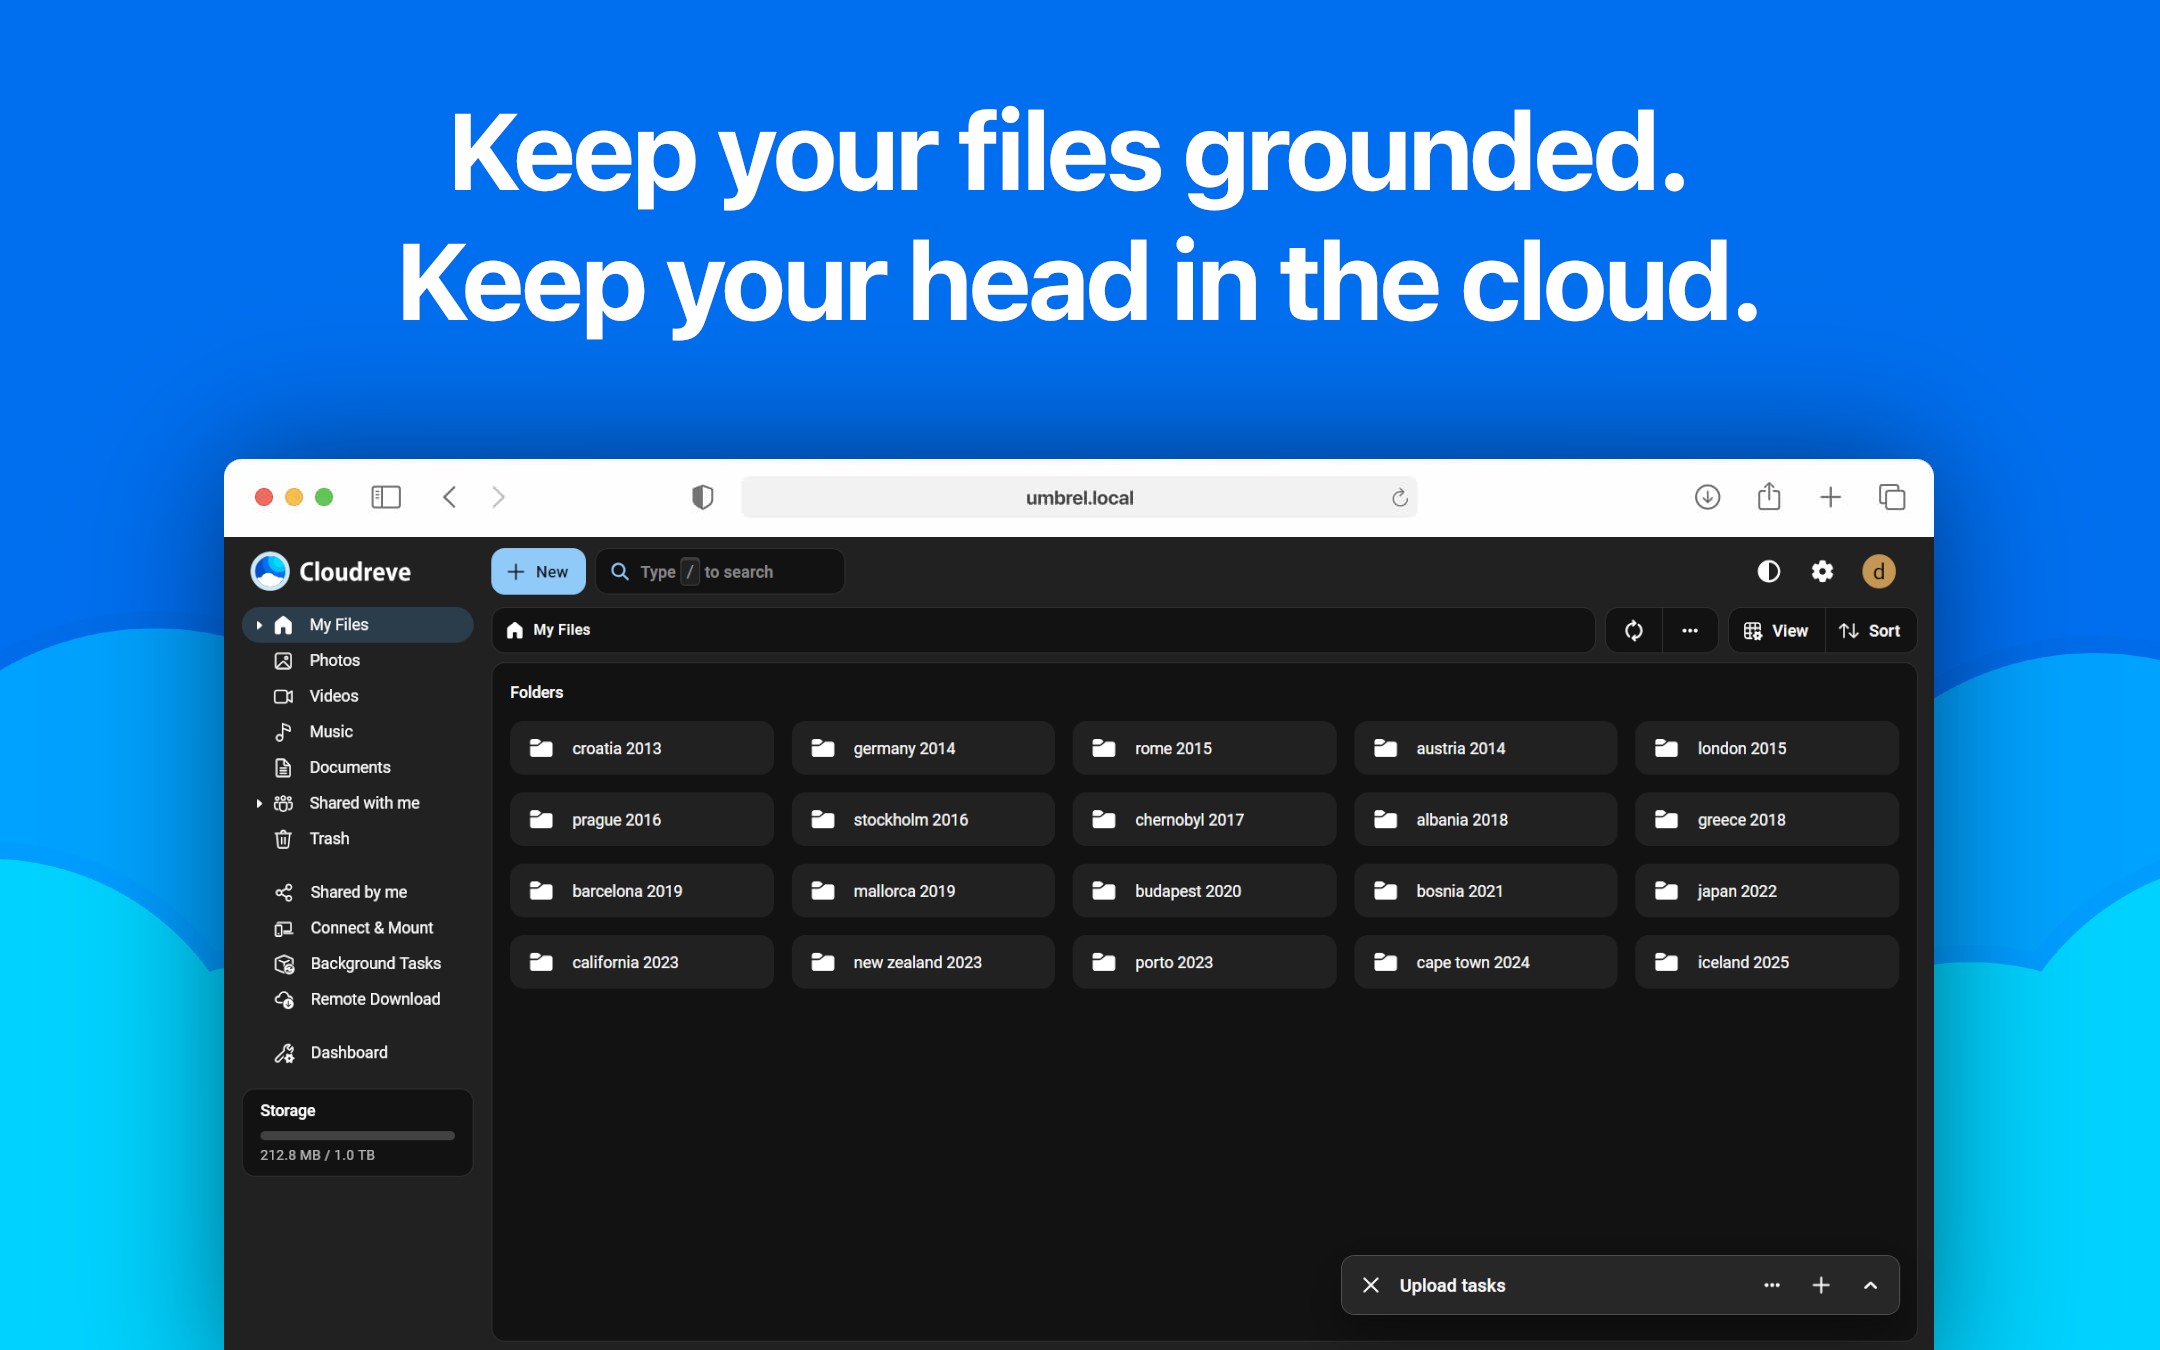 Keep your files grounded.
Keep your head in the cloud.
umbrel.local
Cloudreve
New
Type / to search
d
My Files
Photos
Videos
Music
Documents
Shared with me
Trash
Shared by me
Connect & Mount
Background Tasks
Remote Download
Dashboard
Storage
212.8 MB / 1.0 TB
My Files
View
Sort
Folders
croatia 2013
germany 2014
rome 2015
austria 2014
london 2015
prague 2016
stockholm 2016
chernobyl 2017
albania 2018
greece 2018
barcelona 2019
mallorca 2019
budapest 2020
bosnia 2021
japan 2022
california 2023
new zealand 2023
porto 2023
cape town 2024
iceland 2025
Upload tasks